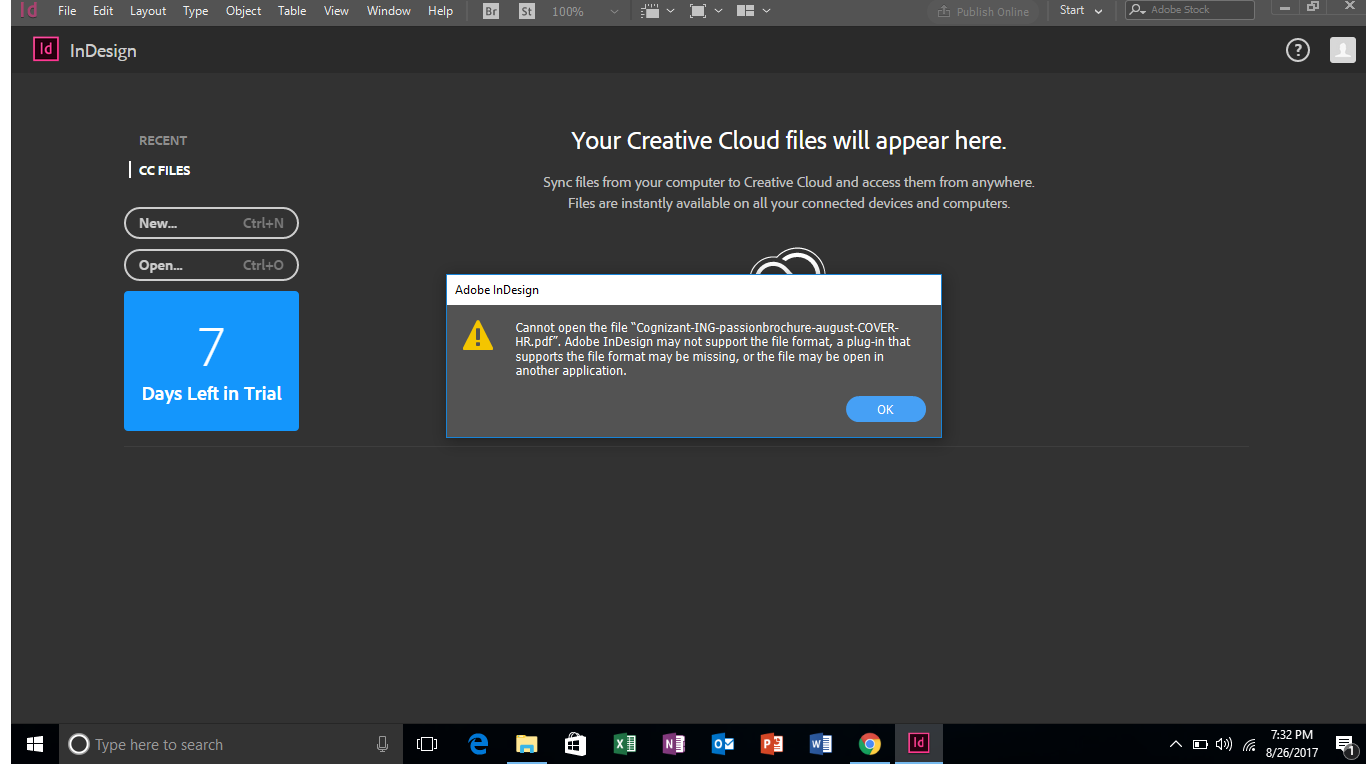 Id File Edit Layout Type Object Table View Window Help Br St 100% Publish Online Start Adobe Stock
Id InDesign ?
RECENT
CC FILES
New... Ctrl+N
Open... Ctrl+O
7
Days Left in Trial
Your Creative Cloud files will appear here.
Sync files from your computer to Creative Cloud and access them from anywhere.
Files are instantly available on all your connected devices and computers.
Adobe InDesign
Cannot open the file “Cognizant-ING-passionbrochure-august-COVER-
HR.pdf”. Adobe InDesign may not support the file format, a plug-in that
supports the file format may be missing, or the file may be open in
another application.
OK
Type here to search
7:32 PM
8/26/2017
1